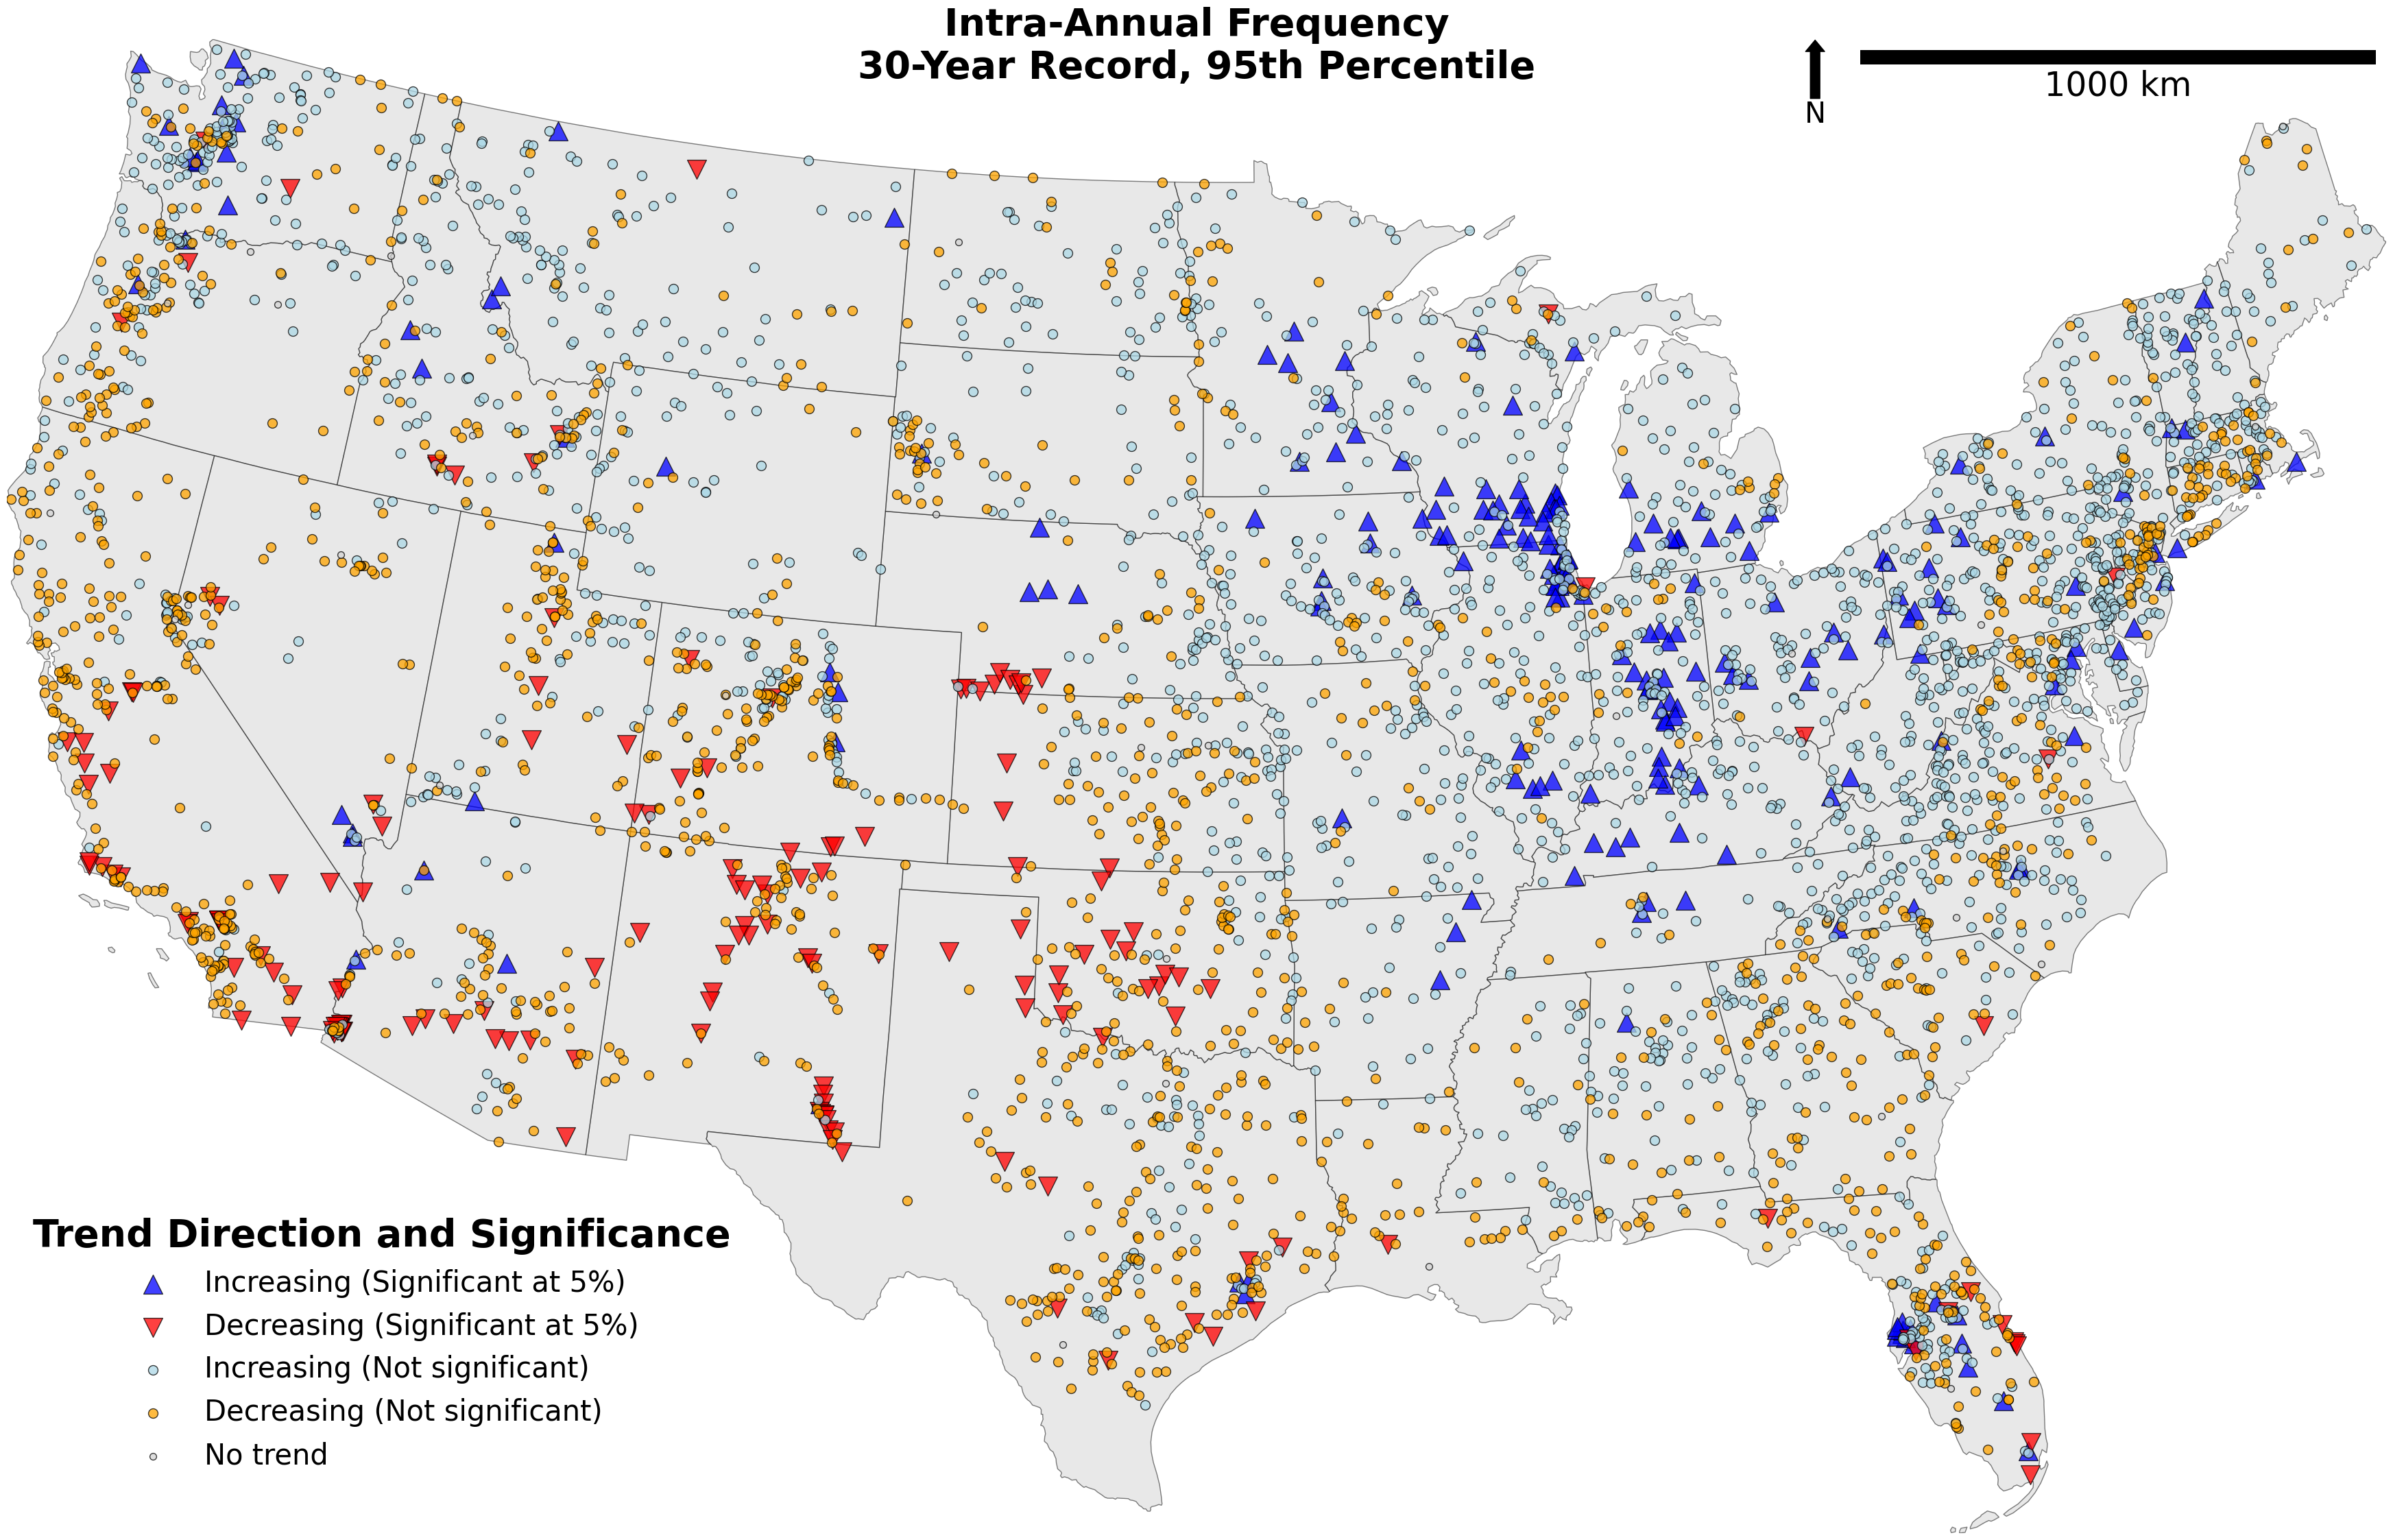 Intra-Annual Frequency
30-Year Record, 95th Percentile
1000 km
N
Trend Direction and Significance
Increasing (Significant at 5%)
Decreasing (Significant at 5%)
Increasing (Not significant)
Decreasing (Not significant)
No trend